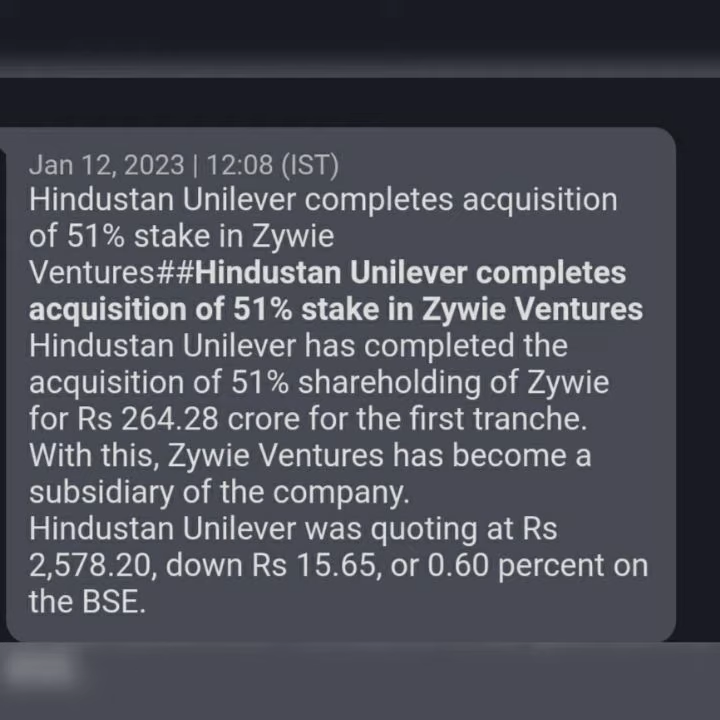 Jan 12, 2023 | 12:08 (IST)
Hindustan Unilever completes acquisition
of 51% stake in Zywie
Ventures##Hindustan Unilever completes
acquisition of 51% stake in Zywie Ventures
Hindustan Unilever has completed the
acquisition of 51% shareholding of Zywie
for Rs 264.28 crore for the first tranche.
With this, Zywie Ventures has become a
subsidiary of the company.
Hindustan Unilever was quoting at Rs
2,578.20, down Rs 15.65, or 0.60 percent on
the BSE.